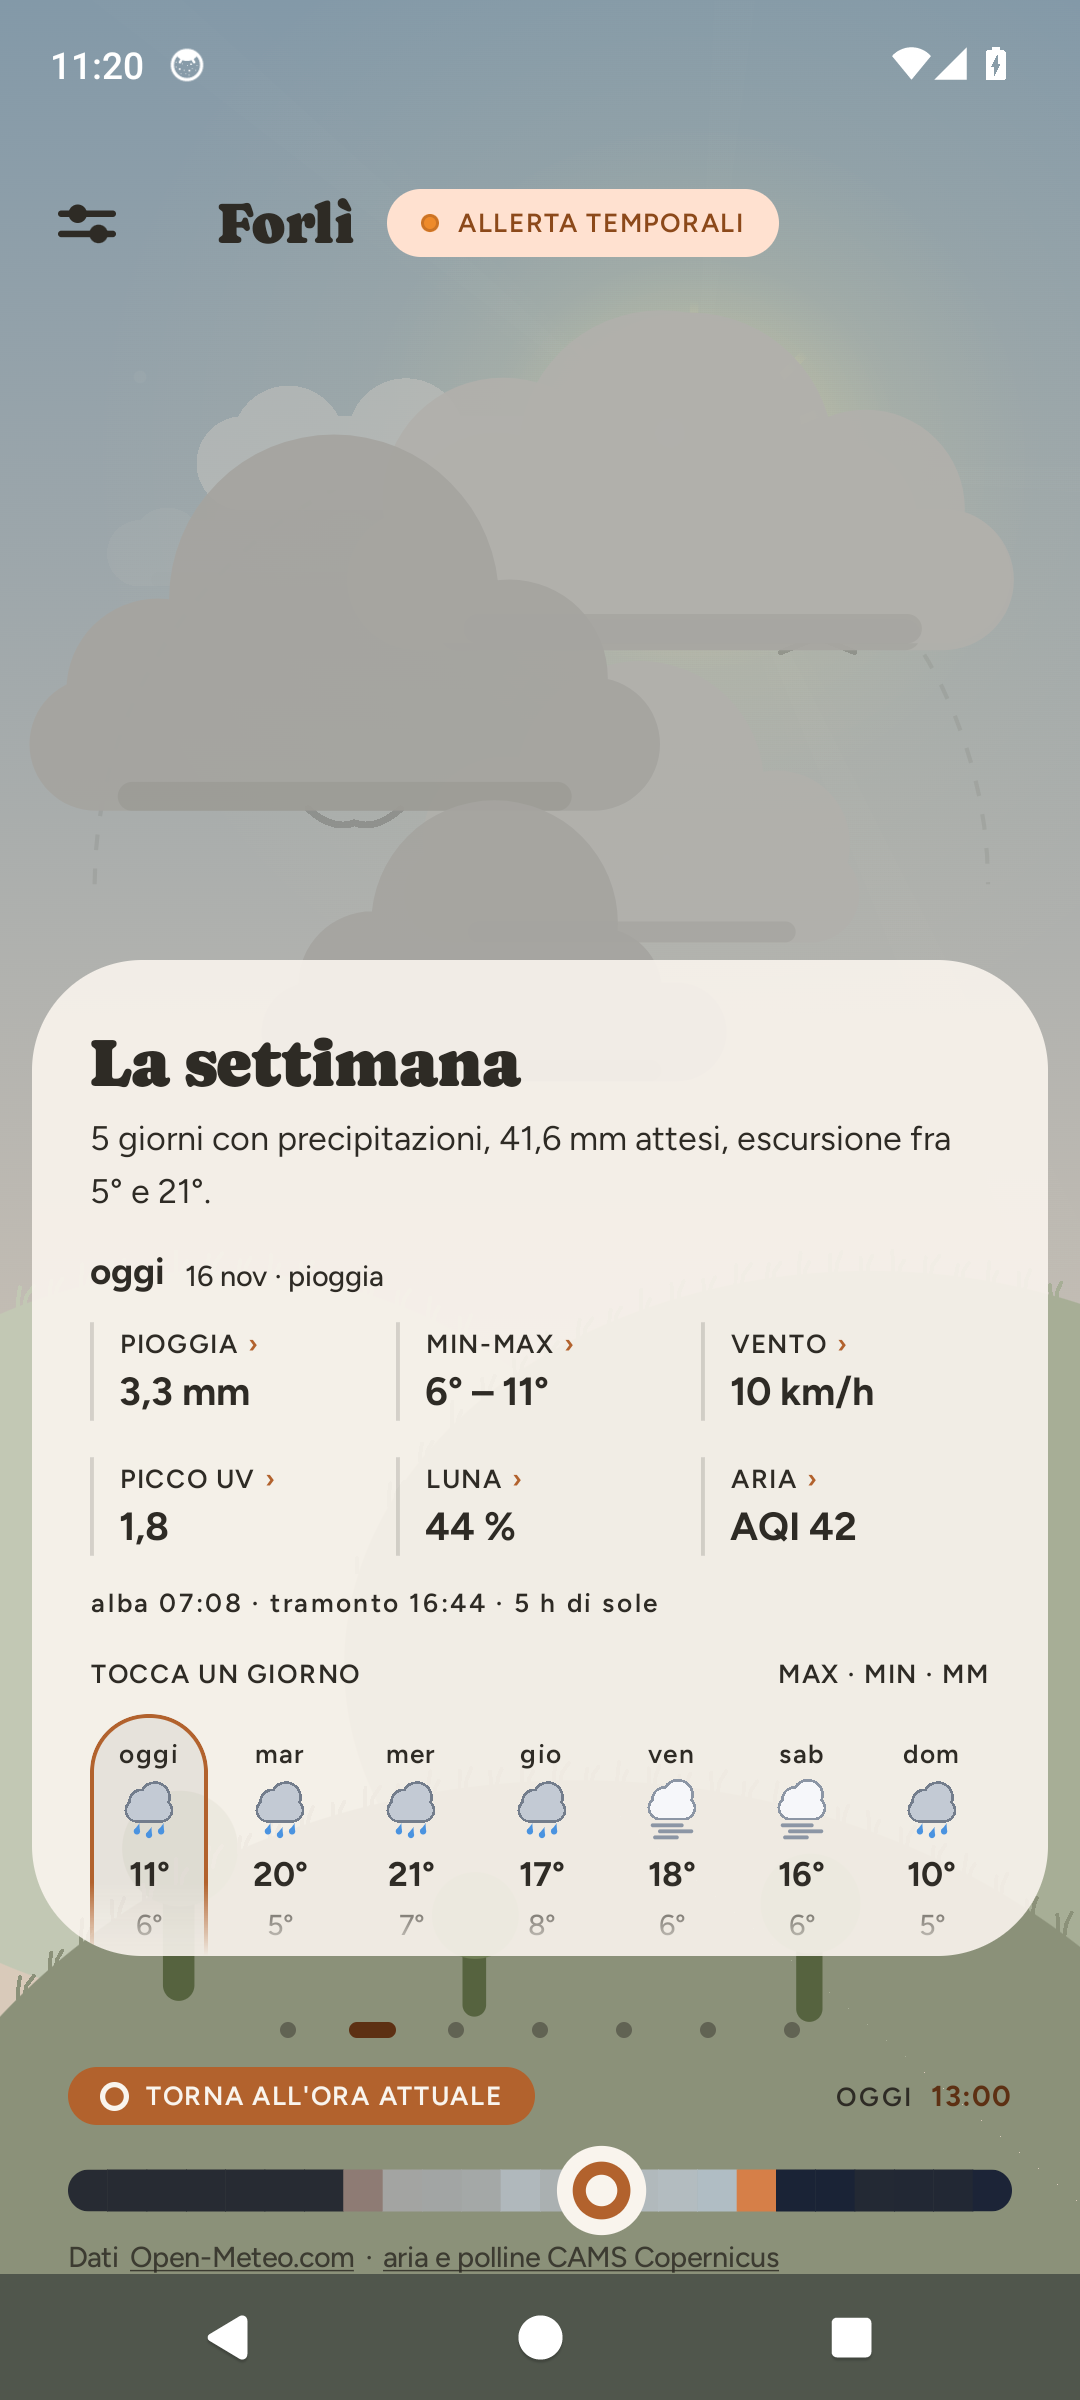 11:20
Forlì
ALLERTA TEMPORALI
La settimana
5 giorni con precipitazioni, 41,6 mm attesi, escursione fra
5° e 21°.
oggi 16 nov · pioggia
PIOGGIA › MIN-MAX › VENTO ›
3,3 mm 6° – 11° 10 km/h
PICCO UV › LUNA › ARIA ›
1,8 44 % AQI 42
alba 07:08 · tramonto 16:44 · 5 h di sole
TOCCA UN GIORNO MAX · MIN · MM
oggi mar mer gio ven sab dom
11° 20° 21° 17° 18° 16° 10°
6° 5° 7° 8° 6° 6° 5°
TORNA ALL'ORA ATTUALE OGGI 13:00
Dati Open-Meteo.com · aria e polline CAMS Copernicus